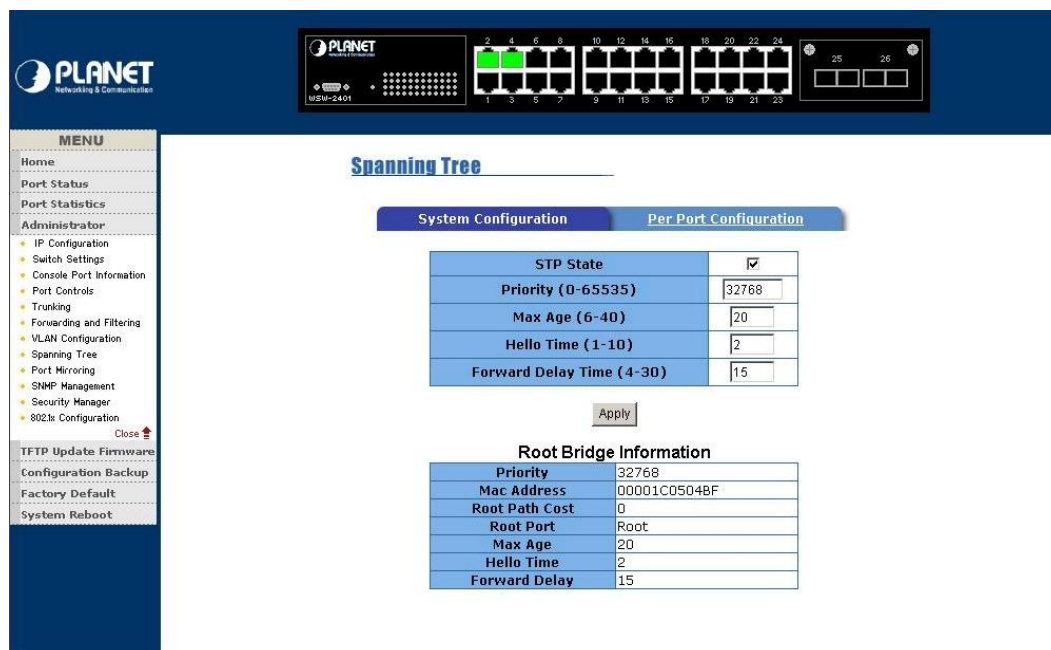 PLANET
Networking & Communication
PLANET
Networking & Communication
WSW-2401
2 4 6 8 10 12 14 16 18 20 22 24
1 3 5 7 9 11 13 15 17 19 21 23
25 26
MENU
Home
Port Status
Port Statistics
Administrator
IP Configuration
Switch Settings
Console Port Information
Port Controls
Trunking
Forwarding and Filtering
VLAN Configuration
Spanning Tree
Port Mirroring
SNMP Management
Security Manager
802.1x Configuration
Close
TFTP Update Firmware
Configuration Backup
Factory Default
System Reboot
Spanning Tree
System Configuration Per Port Configuration
STP State
Priority (0-65535) 32768
Max Age (6-40) 20
Hello Time (1-10) 2
Forward Delay Time (4-30) 15
Apply
Root Bridge Information
Priority 32768
Mac Address 00001C0504BF
Root Path Cost 0
Root Port Root
Max Age 20
Hello Time 2
Forward Delay 15